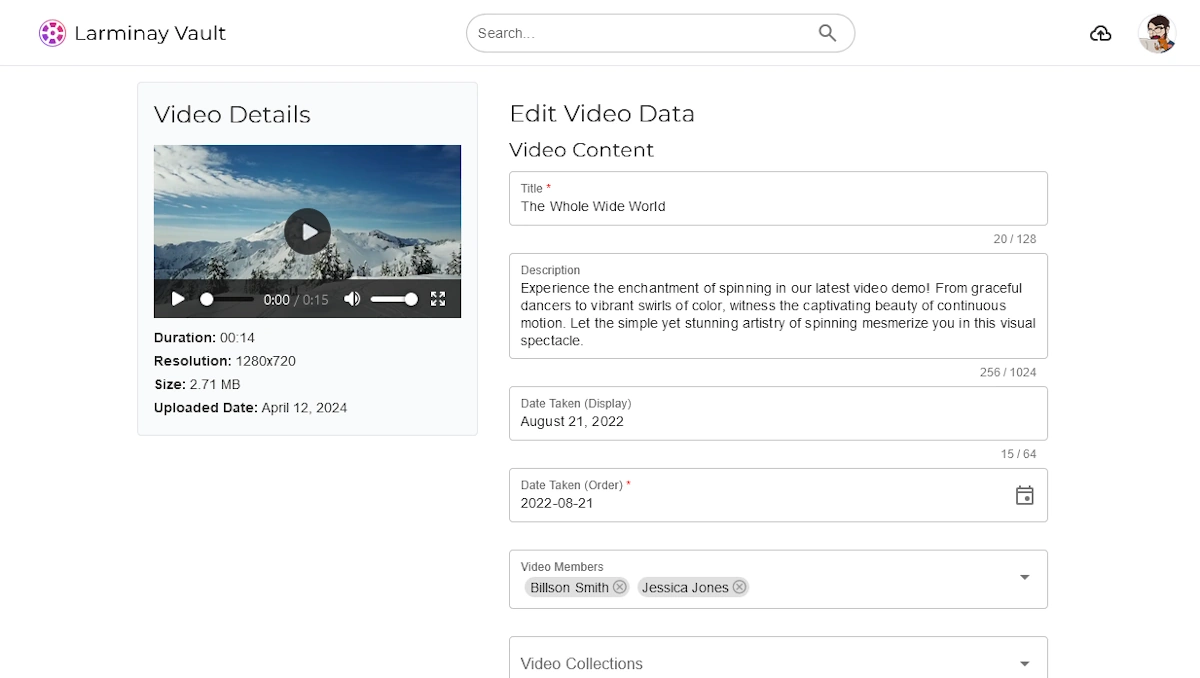 Larminay Vault
Search...
Video Details
0:00 / 0:15
Duration: 00:14
Resolution: 1280x720
Size: 2.71 MB
Uploaded Date: April 12, 2024
Edit Video Data
Video Content
Title *
The Whole Wide World
20 / 128
Description
Experience the enchantment of spinning in our latest video demo! From graceful
dancers to vibrant swirls of color, witness the captivating beauty of continuous
motion. Let the simple yet stunning artistry of spinning mesmerize you in this visual
spectacle.
256 / 1024
Date Taken (Display)
August 21, 2022
15 / 64
Date Taken (Order) *
2022-08-21
Video Members
Billson Smith Jessica Jones
Video Collections